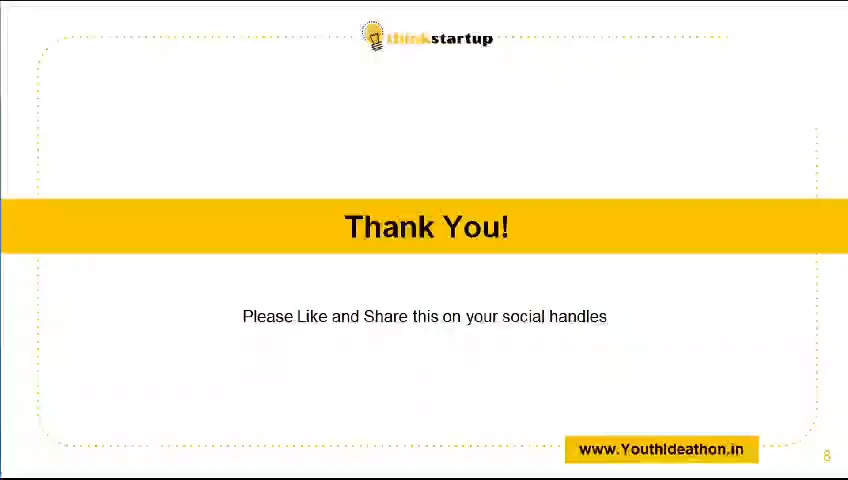 thinkstartup
Thank You!
Please Like and Share this on your social handles
www.YouthIdeathon.in
8